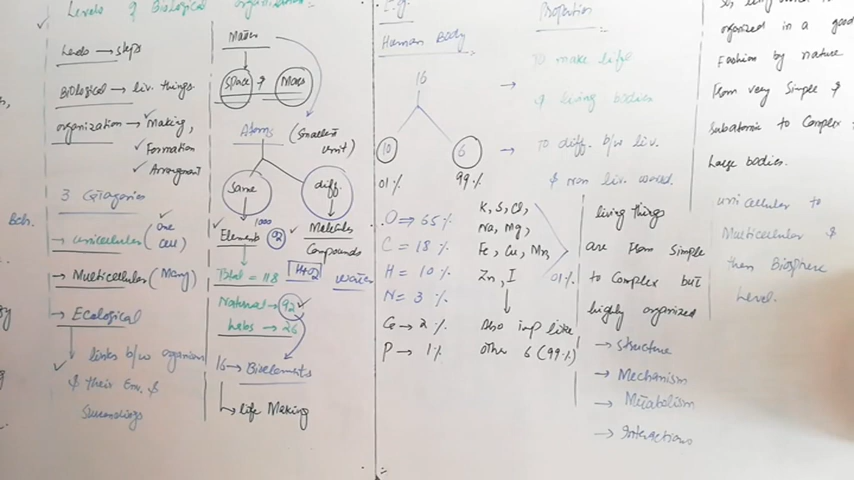 Levels of Biological organization:-
Levels → steps
Biological → liv. things
organization → Making,
Formation
Arrangement
3 Categories
→ unicellular (one
cell)
→ Multicellular (Many)
→ Ecological
links b/w organism
& their Env. &
Surroundings
Matter
Space & Mass
Atoms (Smallest
unit)
Same diff.
1000
Elements 92 Molecules
Compounds
Total = 118 water
Natural → 92
Labs → 26
16 → Bioelements
life Making
E.g.
Human Body
16
10 6
01 % 99 %
O → 65 %
C = 18 %
H = 10 %
N = 3 %
Ca → 2 %
P → 1 %
K, S, Cl,
Na, Mg,
Fe, Cu, Mn,
Zn, I 01 %
Also imp like
other 6 (99 %)
Properties
→ To make life
& living bodies
→ To diff. b/w liv.
& non liv. world.
living things
are from simple
to Complex but
highly organized
→ Structure
→ Mechanism
→ Metabolism
→ Interactions
organized in a good
Fashion by nature
From very Simple &
Subatomic to Complex
Large bodies.
unicellular to
Multicellular &
then Biosphere
Level.